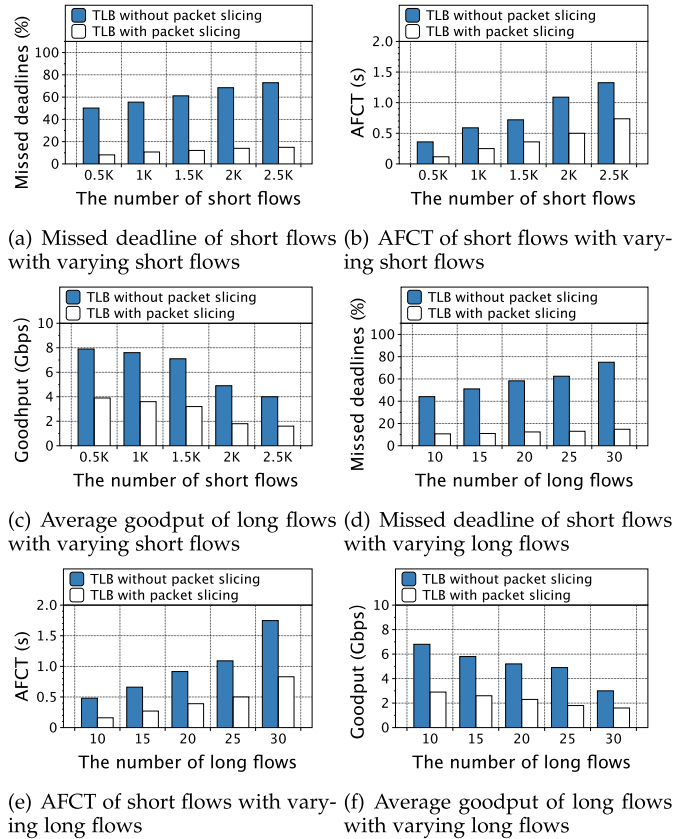 TLB without packet slicing
TLB with packet slicing
Missed deadlines (%)
100
80
60
40
20
0
0.5K 1K 1.5K 2K 2.5K
The number of short flows
(a) Missed deadline of short flows
with varying short flows
TLB without packet slicing
TLB with packet slicing
AFCT (s)
2.0
1.5
1.0
0.5
0
0.5K 1K 1.5K 2K 2.5K
The number of short flows
(b) AFCT of short flows with vary-
ing short flows
TLB without packet slicing
TLB with packet slicing
Goodhput (Gbps)
10
8
6
4
2
0
0.5K 1K 1.5K 2K 2.5K
The number of short flows
(c) Average goodput of long flows
with varying short flows
TLB without packet slicing
TLB with packet slicing
Missed deadlines (%)
100
80
60
40
20
0
10 15 20 25 30
The number of long flows
(d) Missed deadline of short flows
with varying long flows
TLB without packet slicing
TLB with packet slicing
AFCT (s)
2.0
1.5
1.0
0.5
0
10 15 20 25 30
The number of long flows
(e) AFCT of short flows with vary-
ing long flows
TLB without packet slicing
TLB with packet slicing
Goodput (Gbps)
10
8
6
4
2
0
10 15 20 25 30
The number of long flows
(f) Average goodput of long flows
with varying long flows